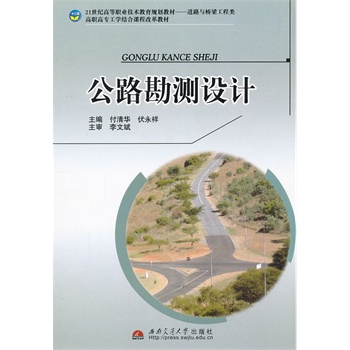 21世纪高等职业技术教育规划教材——道路与桥梁工程类
高职高专工学结合课程改革教材
GONGLU KANCE SHEJI
公路勘测设计
主编 付清华 伏永祥
主审 李文斌
西南交通大学出版社
Http://press.swjtu.edu.cn